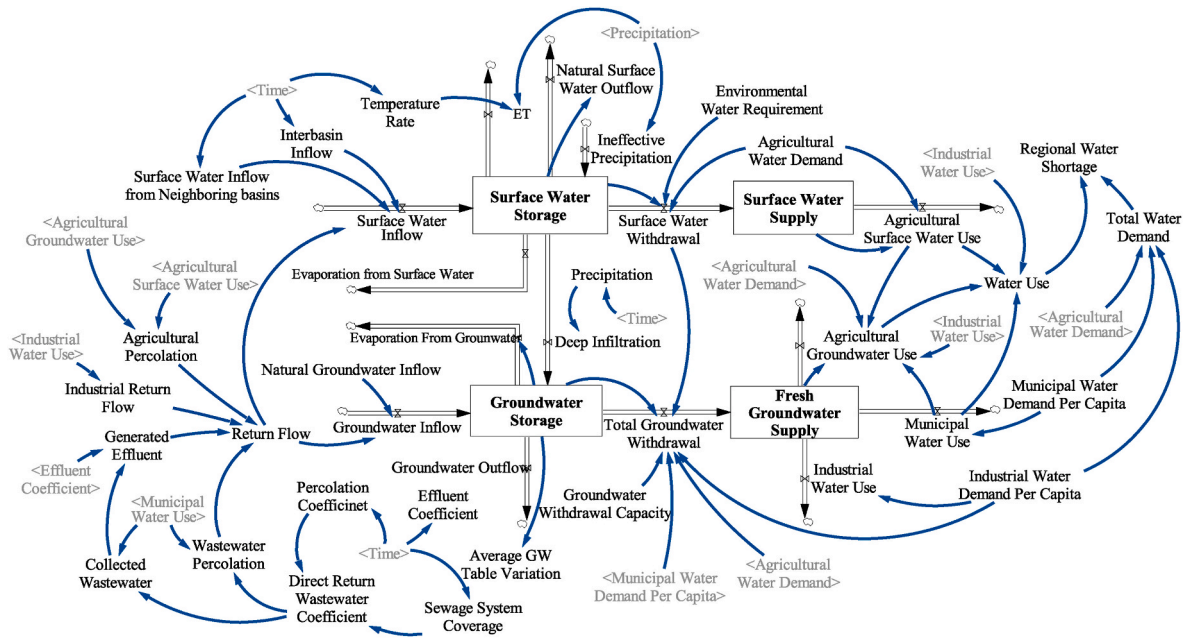 <Precipitation>
Natural Surface
Water Outflow
<Time>
Temperature
Rate
ET
Environmental
Water Requirement
Interbasin
Inflow
Ineffective
Precipitation
Agricultural
Water Demand
<Industrial
Water Use>
Regional Water
Shortage
Surface Water Inflow
from Neighboring basins
Surface Water
Storage
Surface Water
Supply
Surface Water
Inflow
Surface Water
Withdrawal
Agricultural
Surface Water Use
Total Water
Demand
<Agricultural
Groundwater Use>
Evaporation from Surface Water
Precipitation
<Agricultural
Water Demand>
Water Use
<Agricultural
Surface Water Use>
<Time>
Deep Infiltration
<Agricultural
Water Demand>
<Industrial
Water Use>
Agricultural
Percolation
Evaporation From Grounwater
Agricultural
Groundwater Use
<Industrial
Water Use>
Natural Groundwater Inflow
Industrial Return
Flow
Groundwater
Storage
Fresh
Groundwater
Supply
Municipal Water
Demand Per Capita
Return Flow
Groundwater Inflow
Total Groundwater
Withdrawal
Municipal
Water Use
Generated
Effluent
<Effluent
Coefficient>
Groundwater Outflow
Industrial
Water Use
Industrial Water
Demand Per Capita
Percolation
Coefficinet
Effluent
Coefficient
Groundwater
Withdrawal Capacity
<Municipal
Water Use>
<Time>
Collected
Wastewater
Wastewater
Percolation
Average GW
Table Variation
<Municipal Water
Demand Per Capita>
<Agricultural
Water Demand>
Direct Return
Wastewater
Coefficient
Sewage System
Coverage